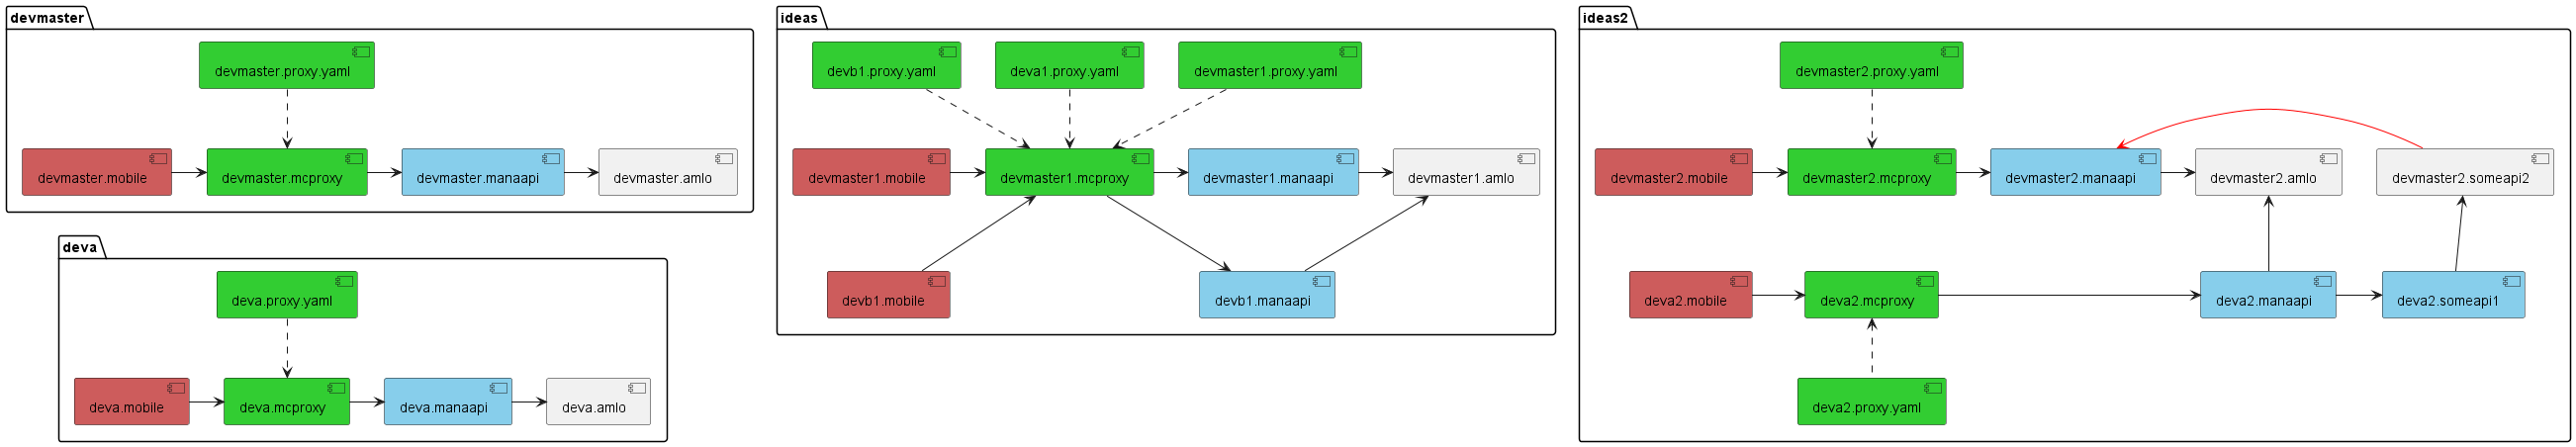 devmaster
devmaster.proxy.yaml
devmaster.mobile
devmaster.mcproxy
devmaster.manaapi
devmaster.amlo
deva
deva.proxy.yaml
deva.mobile
deva.mcproxy
deva.manaapi
deva.amlo
ideas
devb1.proxy.yaml
deva1.proxy.yaml
devmaster1.proxy.yaml
devmaster1.mobile
devmaster1.mcproxy
devmaster1.manaapi
devmaster1.amlo
devb1.mobile
devb1.manaapi
ideas2
devmaster2.proxy.yaml
devmaster2.mobile
devmaster2.mcproxy
devmaster2.manaapi
devmaster2.amlo
devmaster2.someapi2
deva2.mobile
deva2.mcproxy
deva2.manaapi
deva2.someapi1
deva2.proxy.yaml